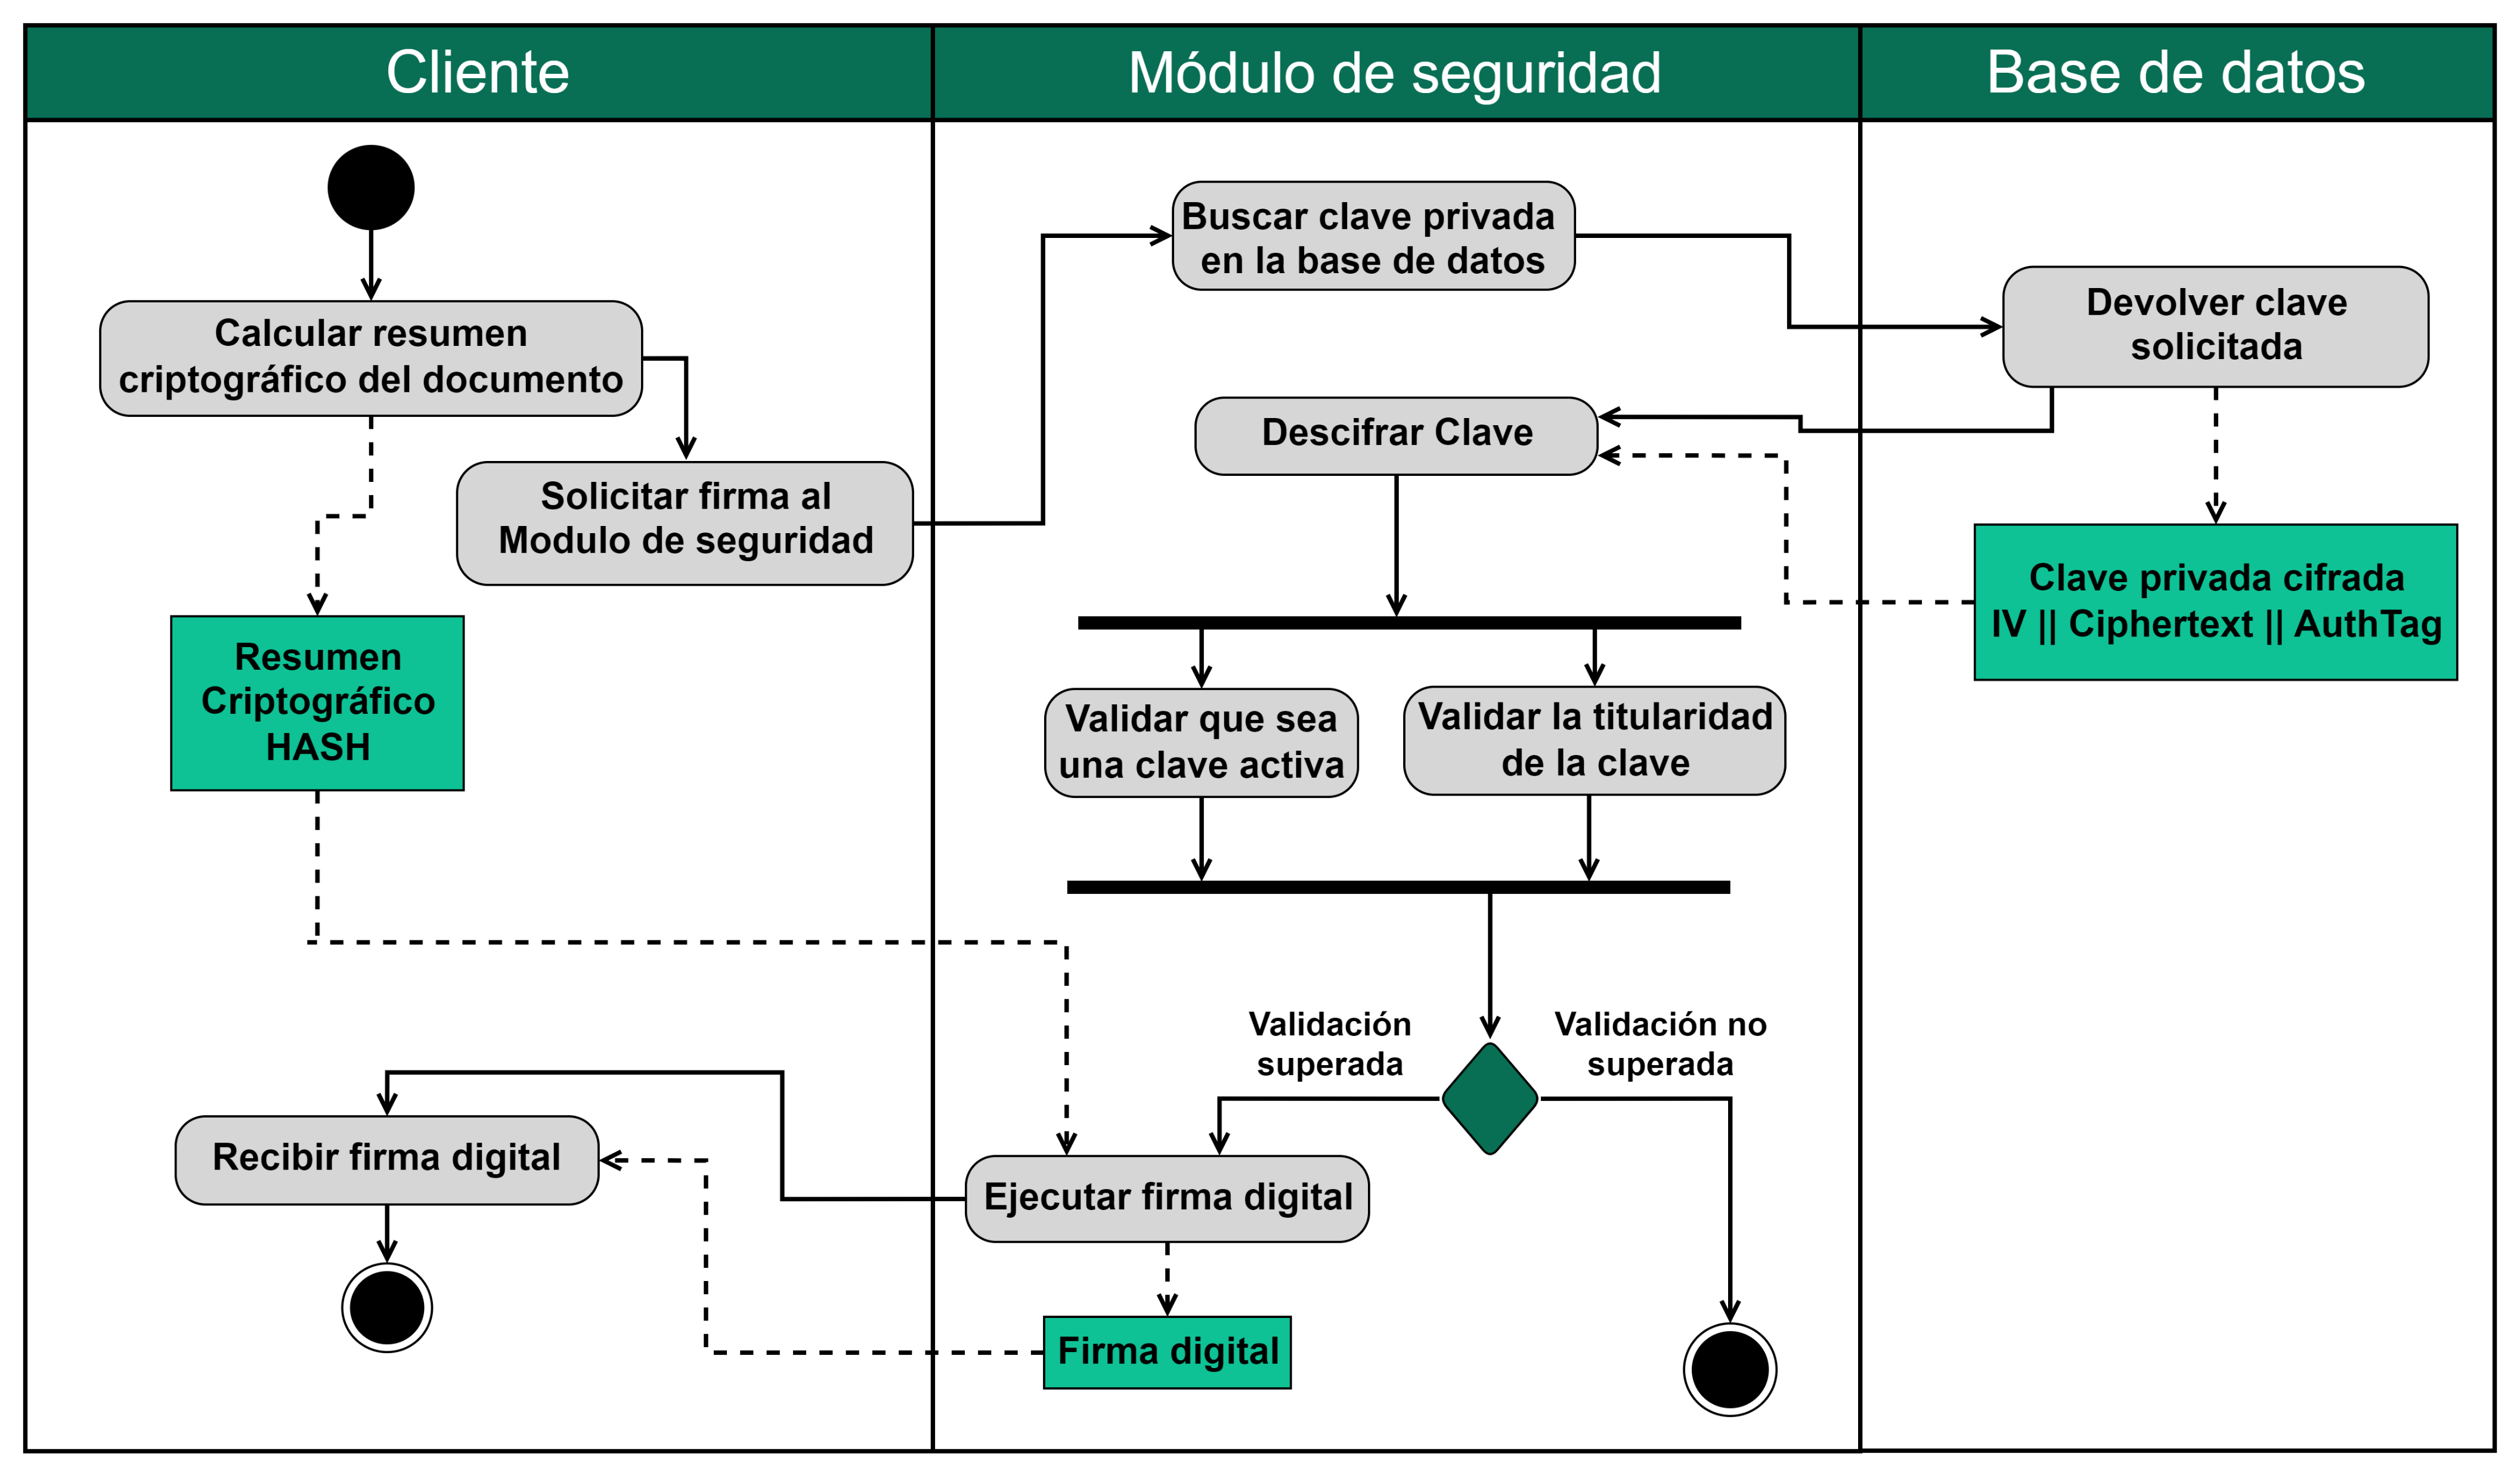 Cliente
Módulo de seguridad
Base de datos
Calcular resumen
criptográfico del documento
Solicitar firma al
Modulo de seguridad
Resumen
Criptográfico
HASH
Recibir firma digital
Buscar clave privada
en la base de datos
Descifrar Clave
Validar que sea
una clave activa
Validar la titularidad
de la clave
Validación
superada
Validación no
superada
Ejecutar firma digital
Firma digital
Devolver clave
solicitada
Clave privada cifrada
IV || Ciphertext || AuthTag